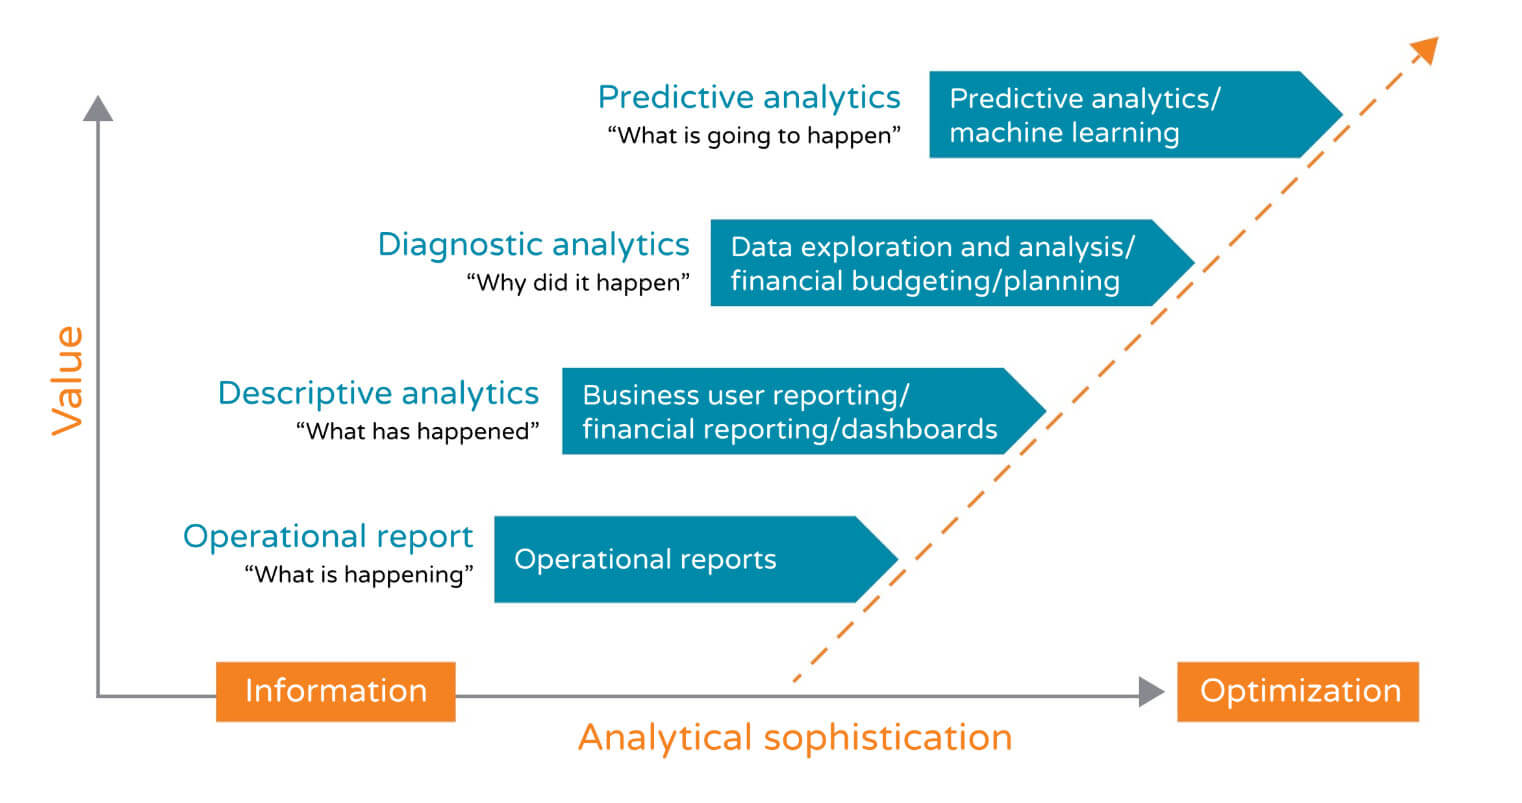 Predictive analytics
“What is going to happen”
Predictive analytics/
machine learning
Diagnostic analytics
“Why did it happen”
Data exploration and analysis/
financial budgeting/planning
Value
Descriptive analytics
“What has happened”
Business user reporting/
financial reporting/dashboards
Operational report
“What is happening”
Operational reports
Information
Optimization
Analytical sophistication